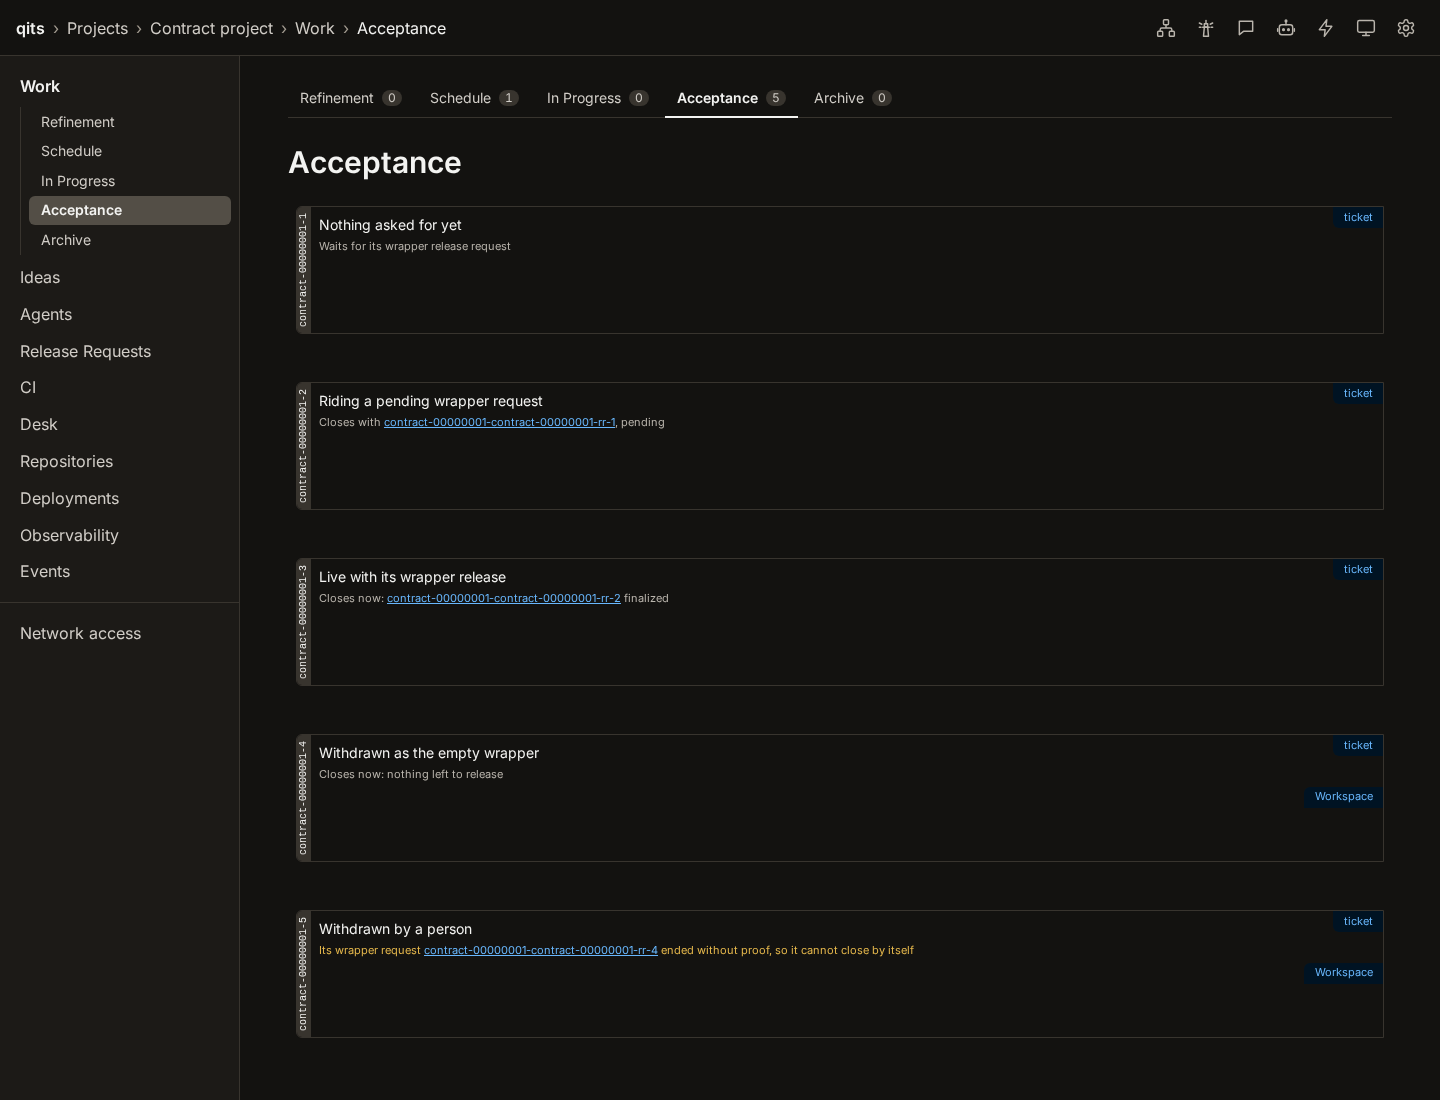 qits › Projects › Contract project › Work › Acceptance
Work
Refinement
Schedule
In Progress
Acceptance
Archive
Ideas
Agents
Release Requests
CI
Desk
Repositories
Deployments
Observability
Events
Network access
Refinement 0 Schedule 1 In Progress 0 Acceptance 5 Archive 0
Acceptance
contract-00000001-1
Nothing asked for yet
ticket
Waits for its wrapper release request
contract-00000001-2
Riding a pending wrapper request
ticket
Closes with contract-00000001-contract-00000001-rr-1, pending
contract-00000001-3
Live with its wrapper release
ticket
Closes now: contract-00000001-contract-00000001-rr-2 finalized
contract-00000001-4
Withdrawn as the empty wrapper
ticket
Closes now: nothing left to release
Workspace
contract-00000001-5
Withdrawn by a person
ticket
Its wrapper request contract-00000001-contract-00000001-rr-4 ended without proof, so it cannot close by itself
Workspace